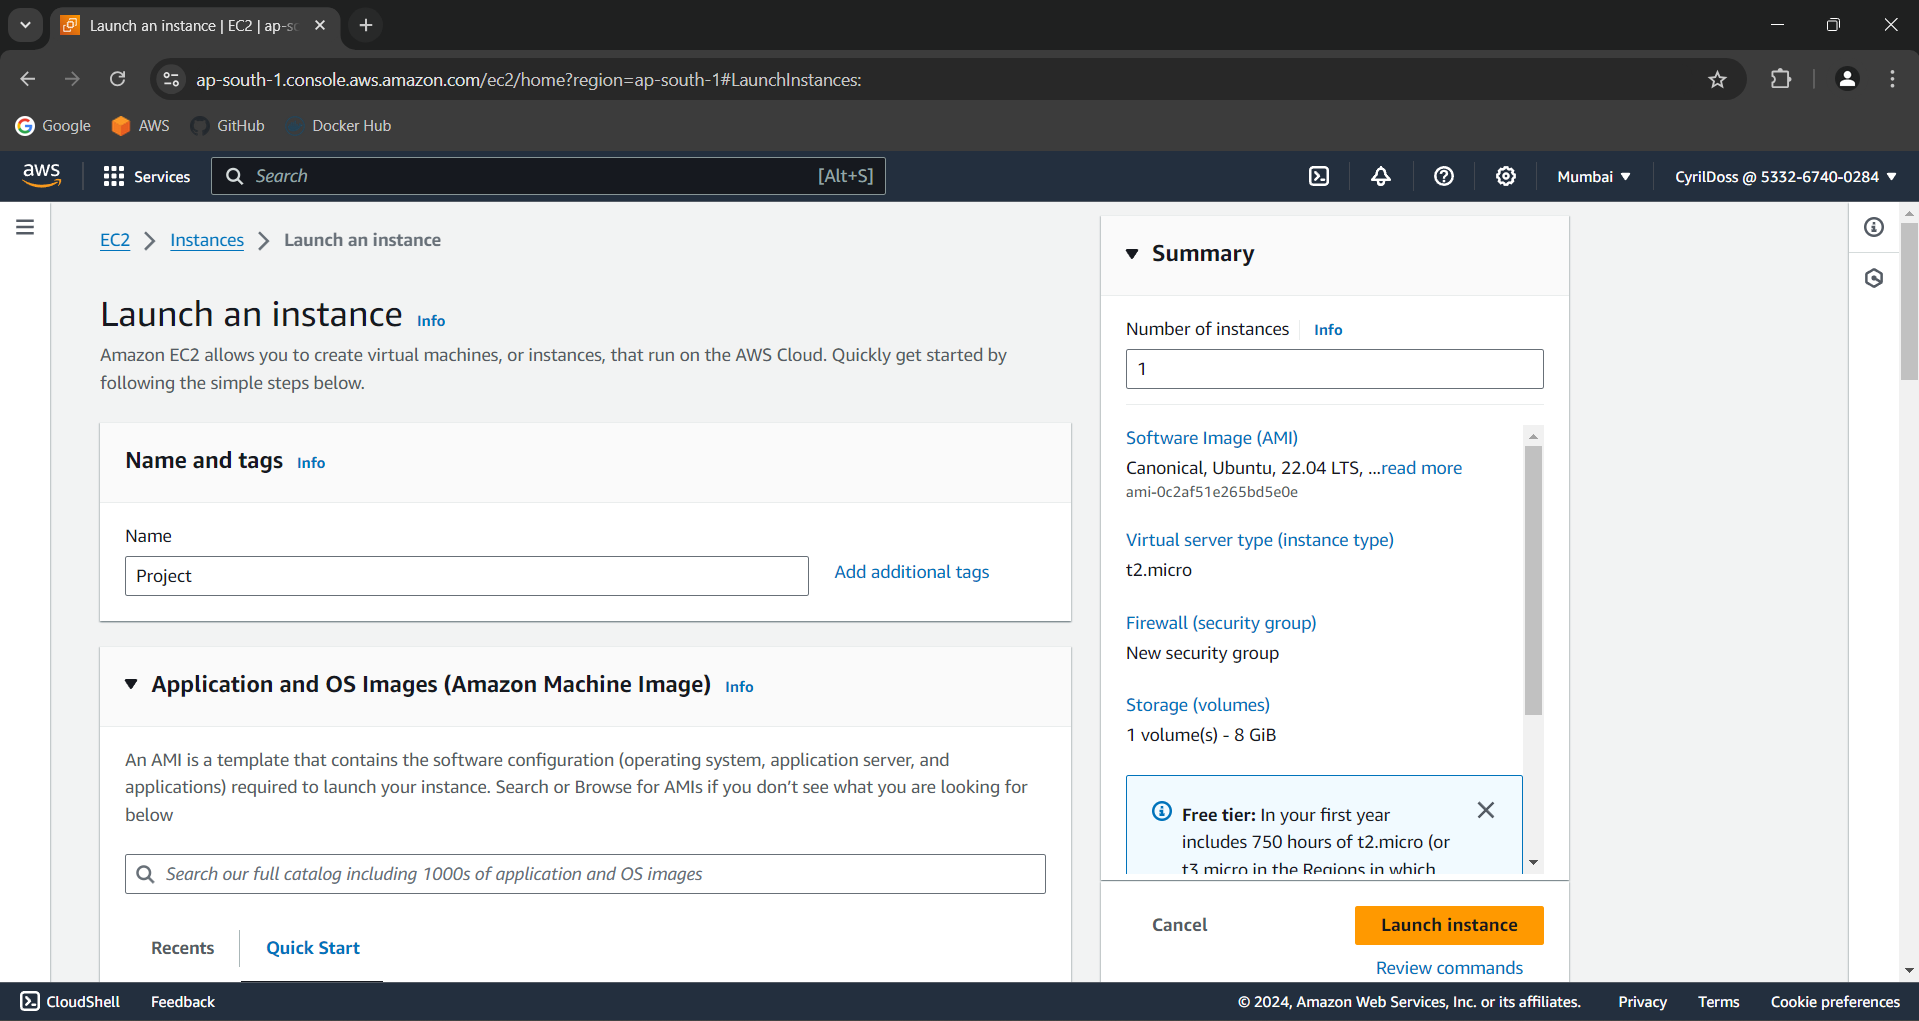 Launch an instance | EC2 | ap-so
ap-south-1.console.aws.amazon.com/ec2/home?region=ap-south-1#LaunchInstances:
Google AWS GitHub Docker Hub
aws Services Search [Alt+S] Mumbai CyrilDoss @ 5332-6740-0284
EC2 Instances Launch an instance
Launch an instance Info
Amazon EC2 allows you to create virtual machines, or instances, that run on the AWS Cloud. Quickly get started by
following the simple steps below.
Name and tags Info
Name
Project
Add additional tags
Application and OS Images (Amazon Machine Image) Info
An AMI is a template that contains the software configuration (operating system, application server, and
applications) required to launch your instance. Search or Browse for AMIs if you don’t see what you are looking for
below
Search our full catalog including 1000s of application and OS images
Recents Quick Start
Summary
Number of instances Info
1
Software Image (AMI)
Canonical, Ubuntu, 22.04 LTS, ...read more
ami-0c2af51e265bd5e0e
Virtual server type (instance type)
t2.micro
Firewall (security group)
New security group
Storage (volumes)
1 volume(s) - 8 GiB
Free tier: In your first year
includes 750 hours of t2.micro (or
t3.micro in the Regions in which
Cancel Launch instance
Review commands
CloudShell Feedback © 2024, Amazon Web Services, Inc. or its affiliates. Privacy Terms Cookie preferences